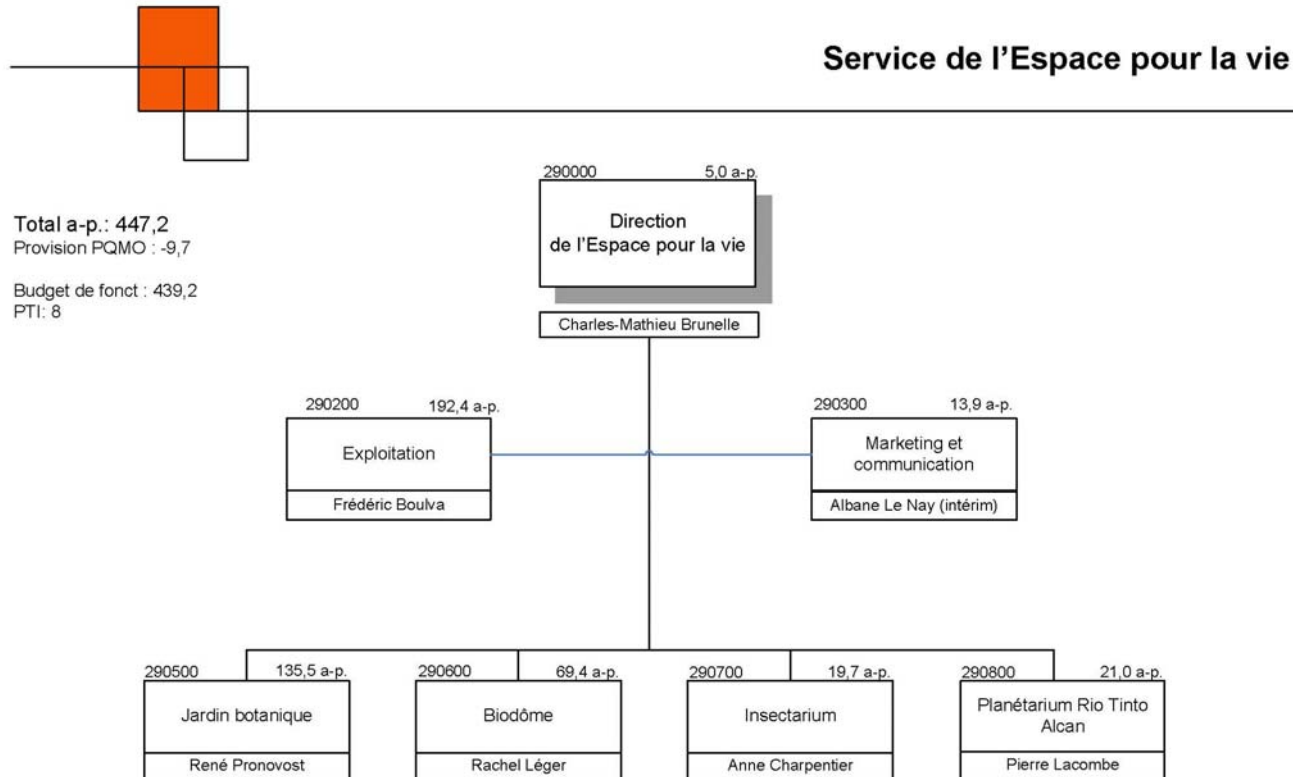 Service de l'Espace pour la vie
Total a-p.: 447,2
Provision PQMO : -9,7
Budget de fonct : 439,2
PTI: 8
290000 5,0 a-p.
Direction
de l'Espace pour la vie
Charles-Mathieu Brunelle
290200 192,4 a-p.
Exploitation
Frédéric Boulva
290300 13,9 a-p.
Marketing et
communication
Albane Le Nay (intérim)
290500 135,5 a-p.
Jardin botanique
René Pronovost
290600 69,4 a-p.
Biodôme
Rachel Léger
290700 19,7 a-p.
Insectarium
Anne Charpentier
290800 21,0 a-p.
Planétarium Rio Tinto
Alcan
Pierre Lacombe